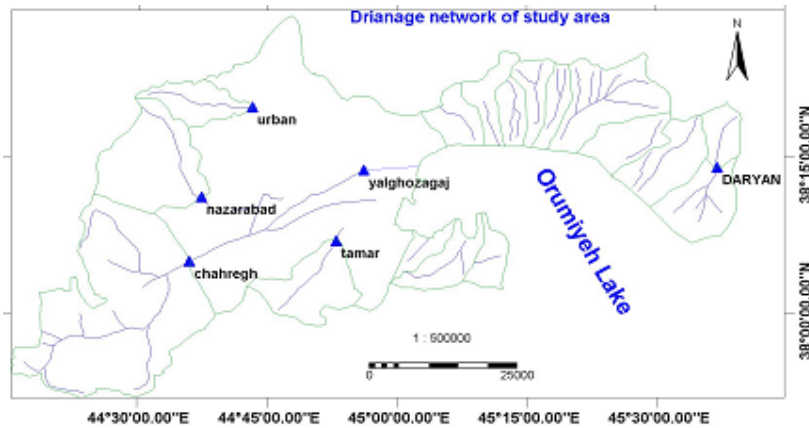 Drianage network of study area
N
urban
38°15'00.00"N
yalghozagaj
DARYAN
nazarabad
Orumiyeh Lake
tamar
chahregh
38°00'00.00"N
1 : 500000
0 25000
44°30'00.00"E 44°45'00.00"E 45°00'00.00"E 45°15'00.00"E 45°30'00.00"E